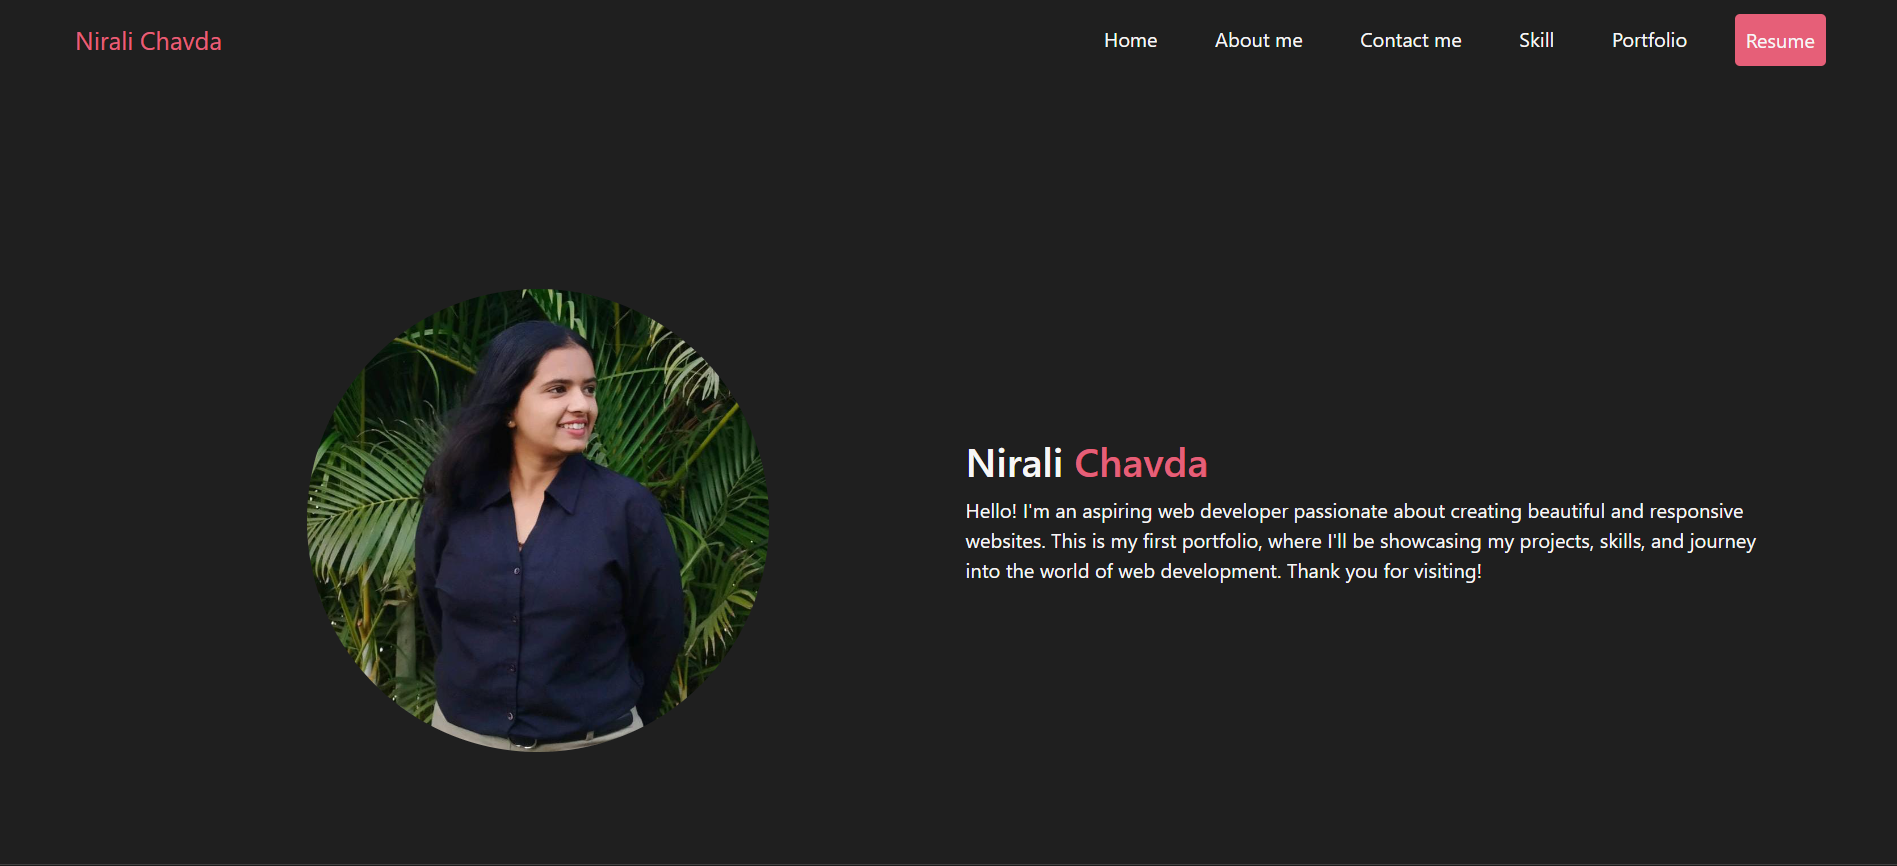 Nirali Chavda
Home About me Contact me Skill Portfolio Resume
Nirali Chavda
Hello! I'm an aspiring web developer passionate about creating beautiful and responsive
websites. This is my first portfolio, where I'll be showcasing my projects, skills, and journey
into the world of web development. Thank you for visiting!